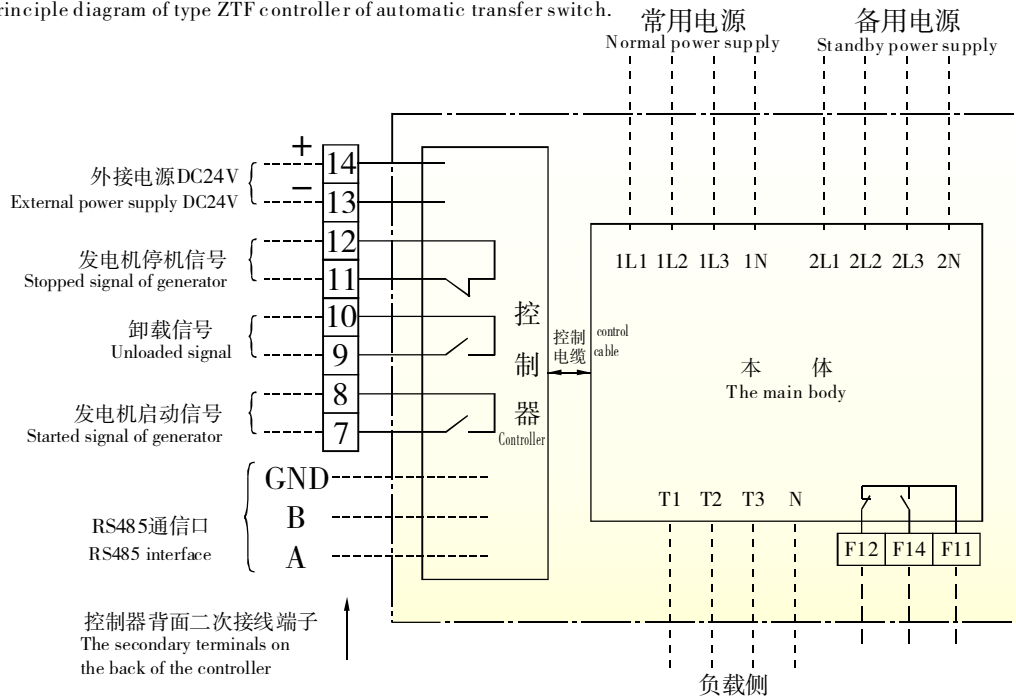 rinciple diagram of type ZTF controller of automatic transfer switch.
常用电源
Normal power supply
备用电源
Standby power supply
+
14
外接电源DC24V
−
External power supply DC24V
13
12
发电机停机信号
11
Stopped signal of generator
10
卸载信号
Unloaded signal
9
8
发电机启动信号
7
Started signal of generator
GND
B
RS485通信口
RS485 interface
A
控制器背面二次接线端子
The secondary terminals on
the back of the controller
控
制
器
Controller
控制
电缆
control
cable
1L1 1L2 1L3 1N 2L1 2L2 2L3 2N
本 体
The main body
T1 T2 T3 N
F12 F14 F11
负载侧